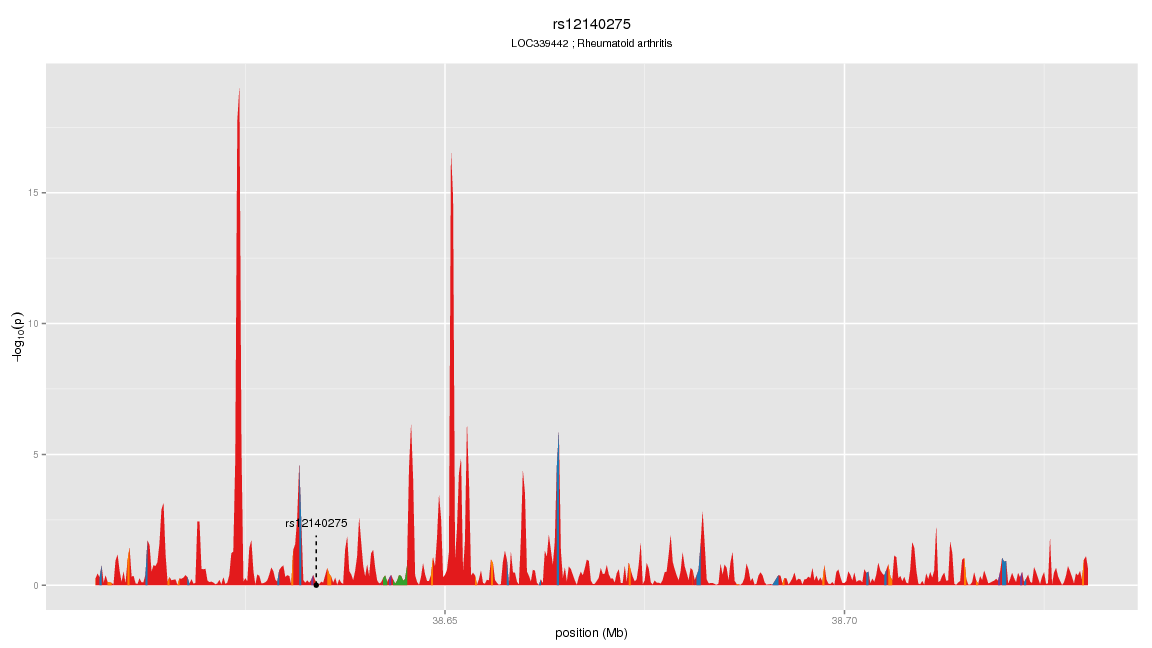 rs12140275
LOC339442 ; Rheumatoid arthritis
−log10(p)
15
10
5
0
rs12140275
38.65
38.70
position (Mb)